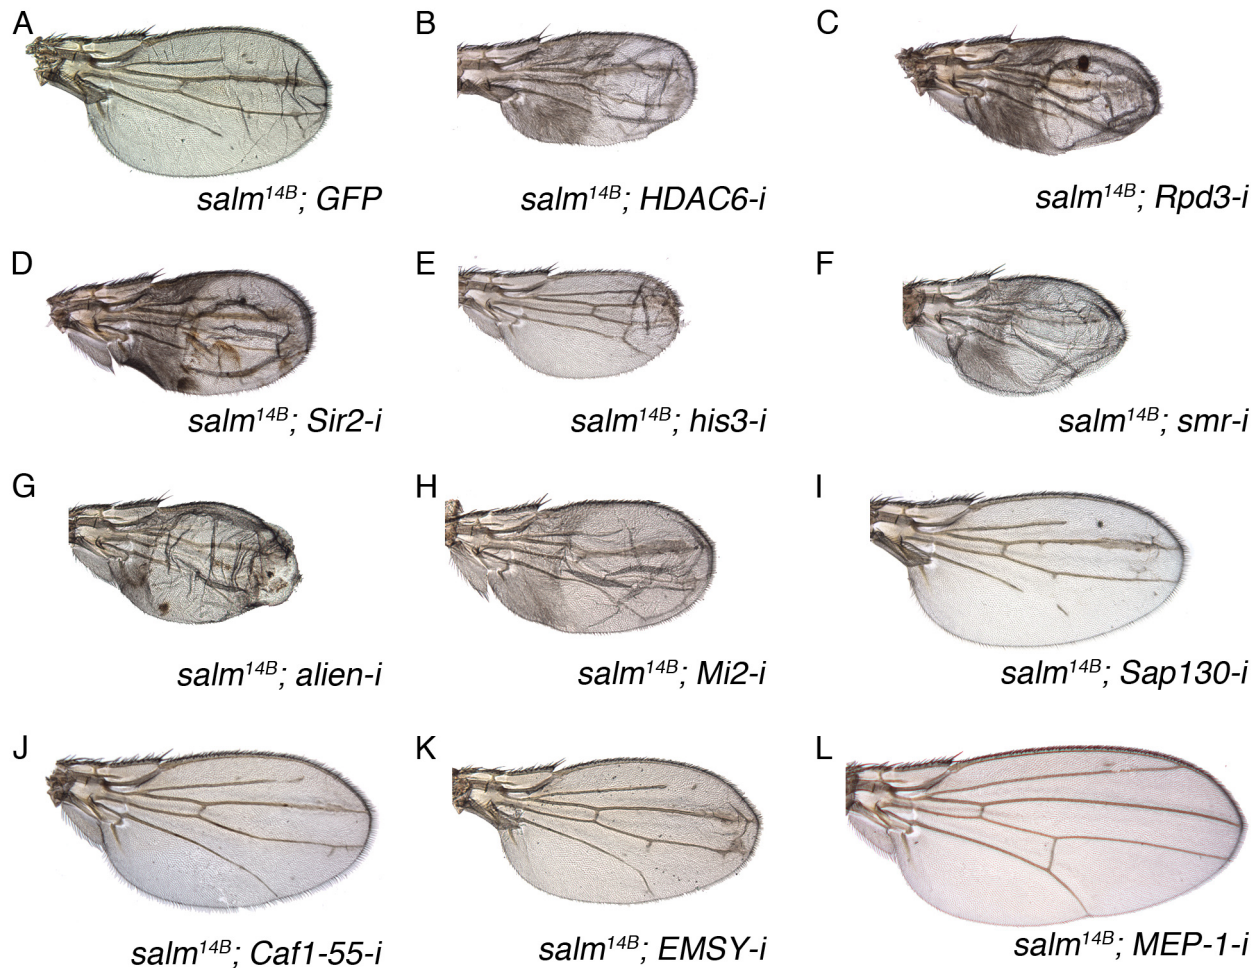 A
B
C
salm14B; GFP
salm14B; HDAC6-i
salm14B; Rpd3-i
D
E
F
salm14B; Sir2-i
salm14B; his3-i
salm14B; smr-i
G
H
I
salm14B; alien-i
salm14B; Mi2-i
salm14B; Sap130-i
J
K
L
salm14B; Caf1-55-i
salm14B; EMSY-i
salm14B; MEP-1-i